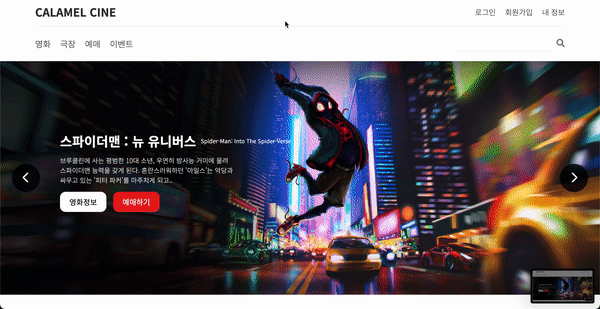 CALAMEL CINE
로그인 회원가입 내 정보
영화 극장 예매 이벤트
스파이더맨 : 뉴 유니버스 Spider-Man: Into The Spider-Verse
브루클린에 사는 평범한 10대 소년, 우연히 방사능 거미에 물려
스파이더맨 능력을 갖게 된다. 혼란스러워하던 '마일스'는 악당과
싸우고 있는 '피터 파커'를 마주치게 되고..
영화정보 예매하기